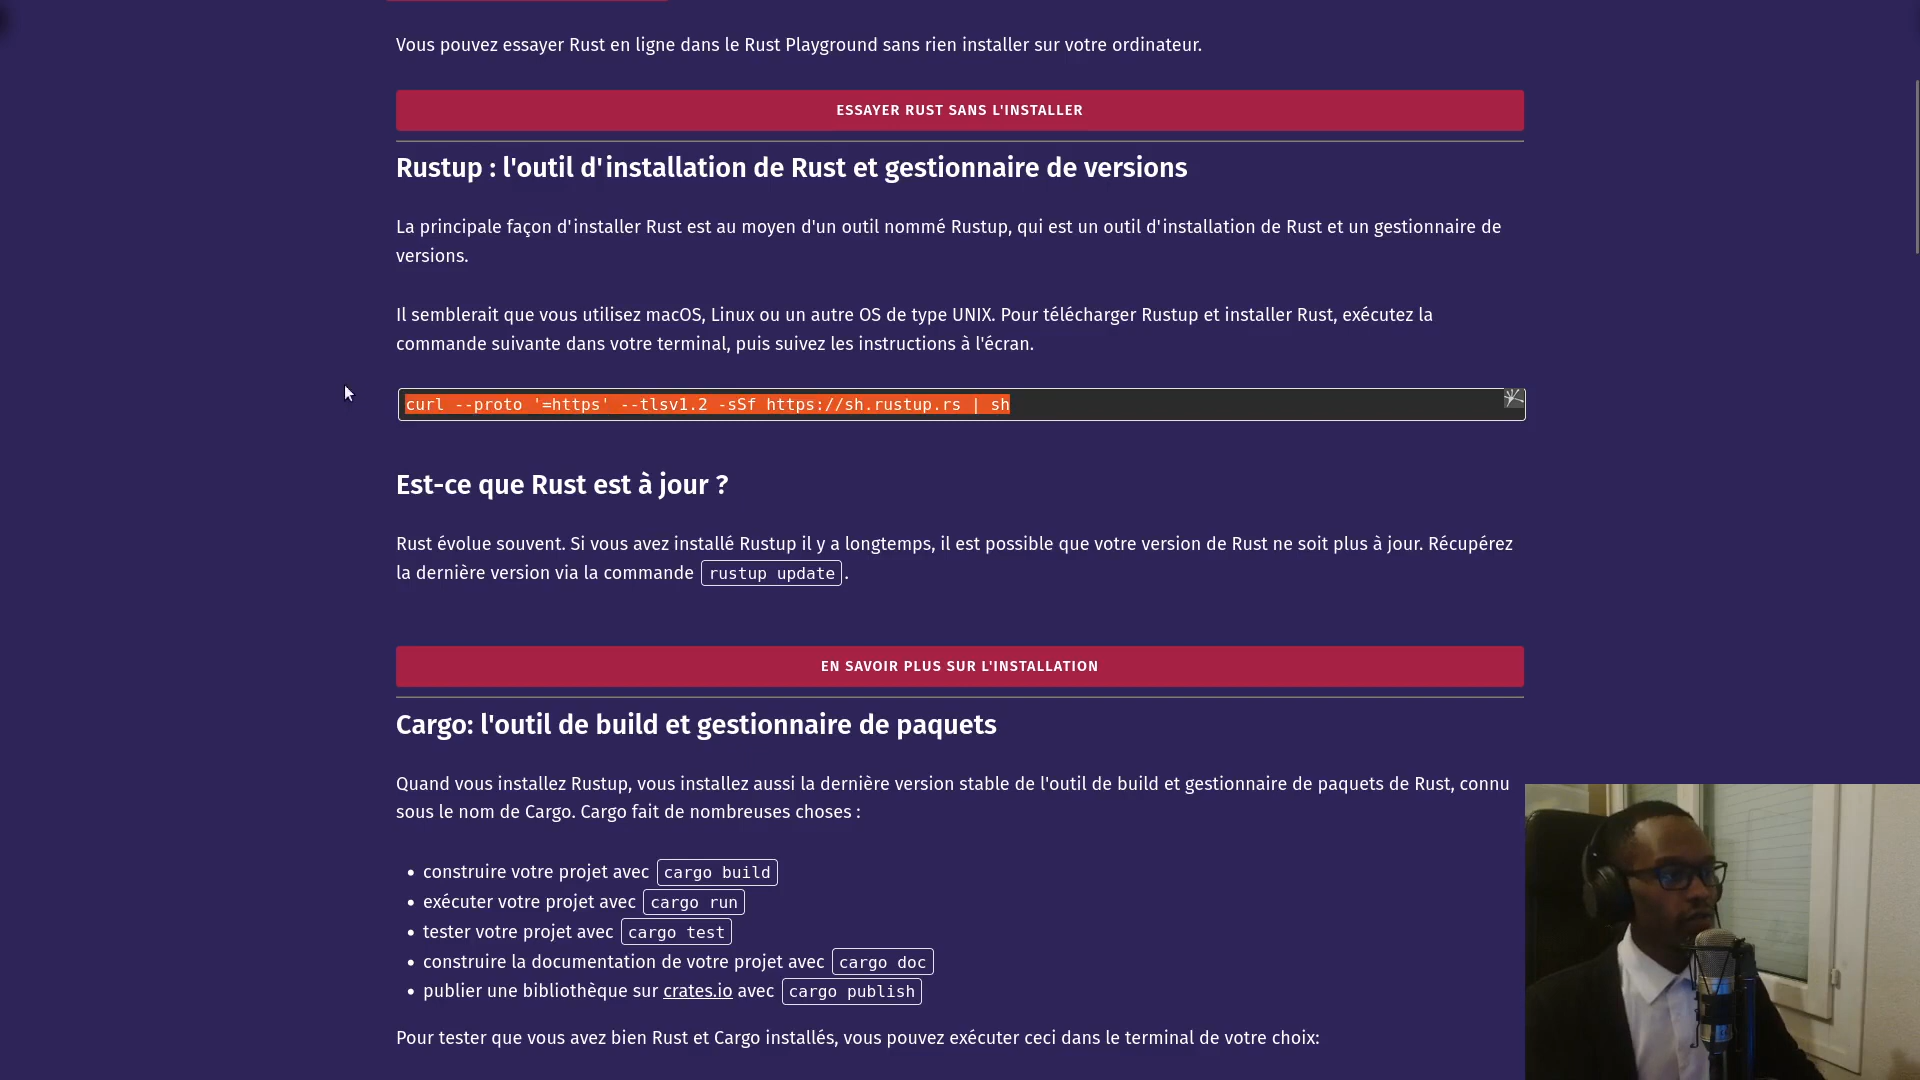 Vous pouvez essayer Rust en ligne dans le Rust Playground sans rien installer sur votre ordinateur.
ESSAYER RUST SANS L'INSTALLER
Rustup : l'outil d'installation de Rust et gestionnaire de versions
La principale façon d'installer Rust est au moyen d'un outil nommé Rustup, qui est un outil d'installation de Rust et un gestionnaire de
versions.
Il semblerait que vous utilisez macOS, Linux ou un autre OS de type UNIX. Pour télécharger Rustup et installer Rust, exécutez la
commande suivante dans votre terminal, puis suivez les instructions à l'écran.
curl --proto '=https' --tlsv1.2 -sSf https://sh.rustup.rs | sh
Est-ce que Rust est à jour ?
Rust évolue souvent. Si vous avez installé Rustup il y a longtemps, il est possible que votre version de Rust ne soit plus à jour. Récupérez
la dernière version via la commande rustup update.
EN SAVOIR PLUS SUR L'INSTALLATION
Cargo: l'outil de build et gestionnaire de paquets
Quand vous installez Rustup, vous installez aussi la dernière version stable de l'outil de build et gestionnaire de paquets de Rust, connu
sous le nom de Cargo. Cargo fait de nombreuses choses :
• construire votre projet avec cargo build
• exécuter votre projet avec cargo run
• tester votre projet avec cargo test
• construire la documentation de votre projet avec cargo doc
• publier une bibliothèque sur crates.io avec cargo publish
Pour tester que vous avez bien Rust et Cargo installés, vous pouvez exécuter ceci dans le terminal de votre choix: